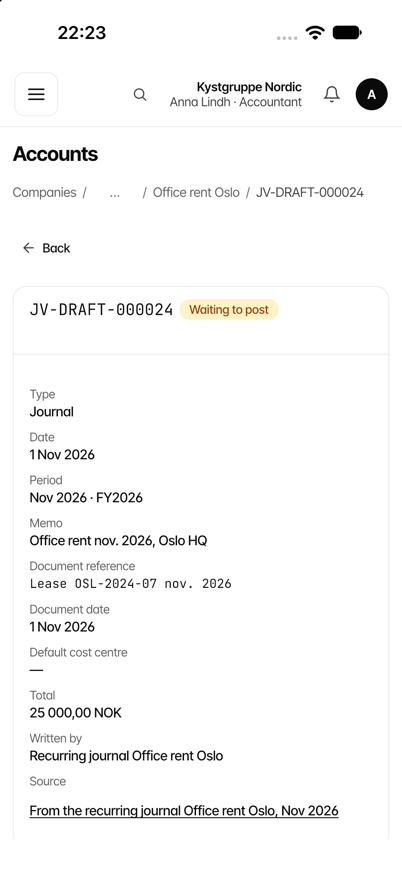 22:23
Kystgruppe Nordic
Anna Lindh · Accountant
A
Accounts
Companies / ... / Office rent Oslo / JV-DRAFT-000024
← Back
JV-DRAFT-000024 Waiting to post
Type
Journal
Date
1 Nov 2026
Period
Nov 2026 · FY2026
Memo
Office rent nov. 2026, Oslo HQ
Document reference
Lease OSL-2024-07 nov. 2026
Document date
1 Nov 2026
Default cost centre
—
Total
25 000,00 NOK
Written by
Recurring journal Office rent Oslo
Source
From the recurring journal Office rent Oslo, Nov 2026